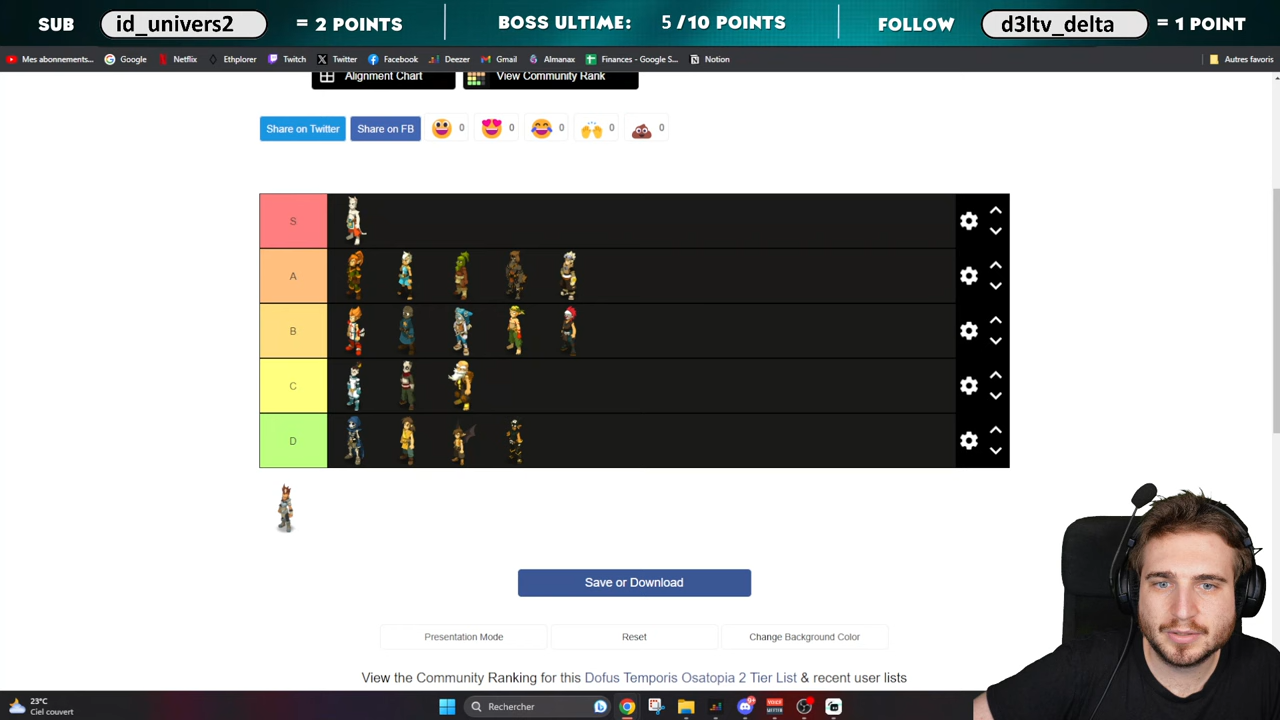 SUB id_univers2 = 2 POINTS BOSS ULTIME: 5 /10 POINTS FOLLOW d3ltv_delta = 1 POINT
Mes abonnements... Google Netflix Ethplorer Twitch Twitter Facebook Deezer Gmail Almanax Finances - Google S... Notion Autres favoris
Alignment Chart View Community Rank
Share on Twitter Share on FB 0 0 0 0 0
S
A
B
C
D
Save or Download
Presentation Mode Reset Change Background Color
View the Community Ranking for this Dofus Temporis Osatopia 2 Tier List & recent user lists
23°C
Ciel couvert
Rechercher